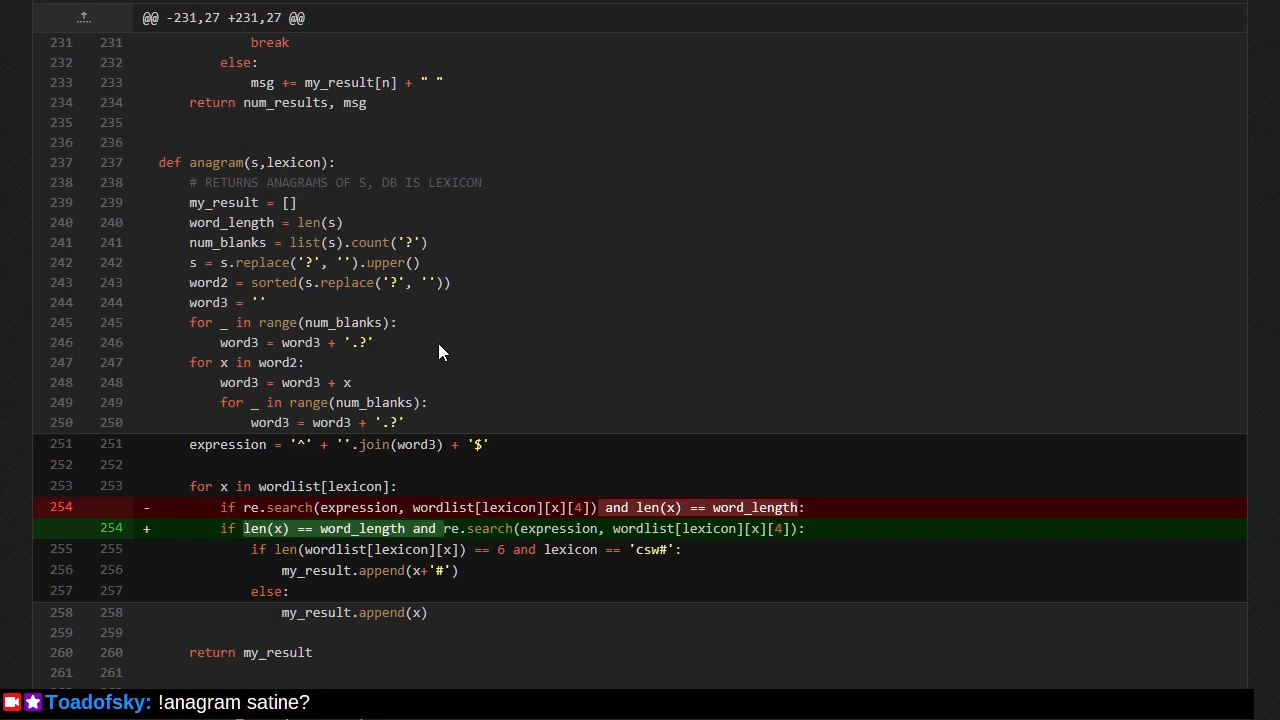 @@ -231,27 +231,27 @@
231 231 break
232 232 else:
233 233 msg += my_result[n] + " "
234 234 return num_results, msg
235 235
236 236
237 237 def anagram(s,lexicon):
238 238 # RETURNS ANAGRAMS OF S, DB IS LEXICON
239 239 my_result = []
240 240 word_length = len(s)
241 241 num_blanks = list(s).count('?')
242 242 s = s.replace('?', '').upper()
243 243 word2 = sorted(s.replace('?', ''))
244 244 word3 = ''
245 245 for _ in range(num_blanks):
246 246 word3 = word3 + '.?'
247 247 for x in word2:
248 248 word3 = word3 + x
249 249 for _ in range(num_blanks):
250 250 word3 = word3 + '.?'
251 251 expression = '^' + ''.join(word3) + '$'
252 252
253 253 for x in wordlist[lexicon]:
254 - if re.search(expression, wordlist[lexicon][x][4]) and len(x) == word_length:
254 + if len(x) == word_length and re.search(expression, wordlist[lexicon][x][4]):
255 255 if len(wordlist[lexicon][x]) == 6 and lexicon == 'csw#':
256 256 my_result.append(x+'#')
257 257 else:
258 258 my_result.append(x)
259 259
260 260 return my_result
261 261
Toadofsky: !anagram satine?